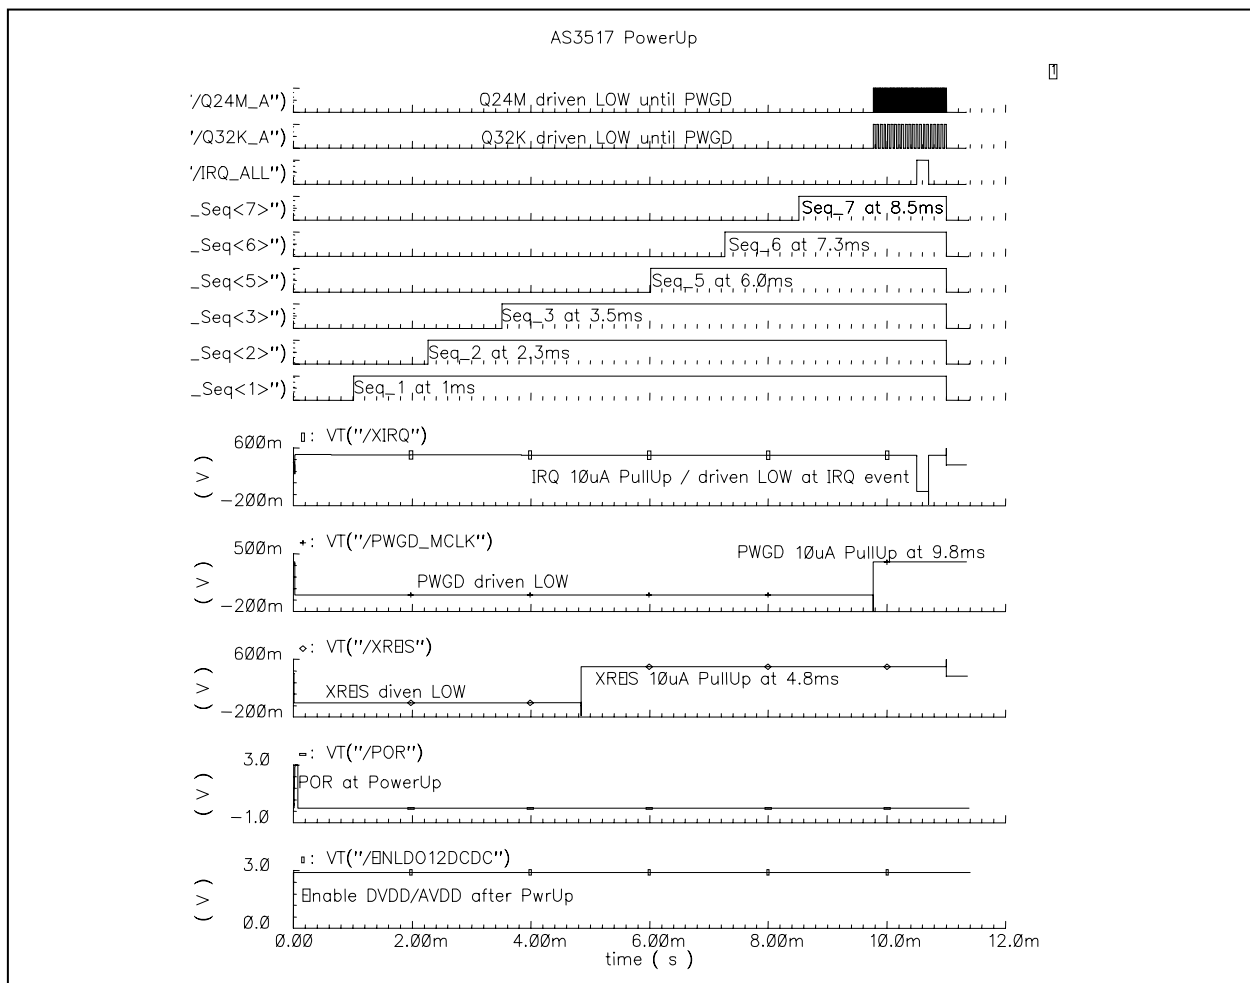 AS3517 PowerUp
1
'/Q24M_A")
Q24M driven LOW until PWGD
'/Q32K_A")
Q32K driven LOW until PWGD
'/IRQ_ALL")
_Seq<7>")
Seq_7 at 8.5ms
_Seq<6>")
Seq_6 at 7.3ms
_Seq<5>")
Seq_5 at 6.0ms
_Seq<3>")
Seq_3 at 3.5ms
_Seq<2>")
Seq_2 at 2.3ms
_Seq<1>")
Seq_1 at 1ms
: VT("/XIRQ")
600m
(V)
-200m
IRQ 10uA PullUp / driven LOW at IRQ event
: VT("/PWGD_MCLK")
500m
(V)
-200m
PWGD driven LOW
PWGD 10uA PullUp at 9.8ms
: VT("/XRES")
600m
(V)
-200m
XRES diven LOW
XRES 10uA PullUp at 4.8ms
: VT("/POR")
3.0
(V)
-1.0
POR at PowerUp
: VT("/ENLDO12DCDC")
3.0
(V)
0.0
Enable DVDD/AVDD after PwrUp
0.00 2.00m 4.00m 6.00m 8.00m 10.0m 12.0m
time ( s )